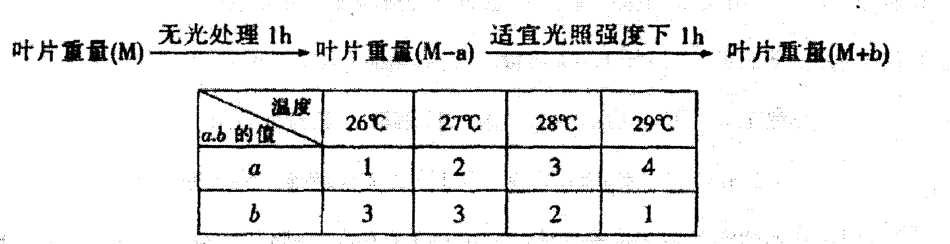 叶片重量(M) 无光处理 1h 叶片重量(M-a) 适宜光照强度下 1h 叶片重量(M+b)
温度 a.b 的值 26℃ 27℃ 28℃ 29℃
a 1 2 3 4
b 3 3 2 1